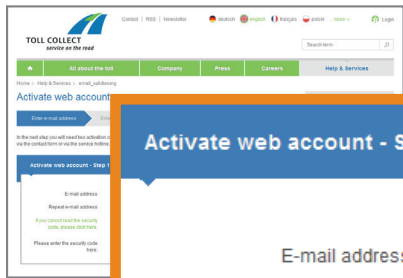 Contact | RSS | Newsletter deutsch english français polski ...more Login
TOLL COLLECT
service on the road
Search term
All about the toll Company Press Careers Help & Services
Home > Help & Services > email_validierung
Activate web account
Enter e-mail address
In the next step you will need two activation c
via the contact form or via the service hotline.
Activate web account - Step 1
E-mail address
Repeat e-mail address
If you cannot read the security
code, please click here.
Please enter the security code
here.
Activate web account - S
E-mail address